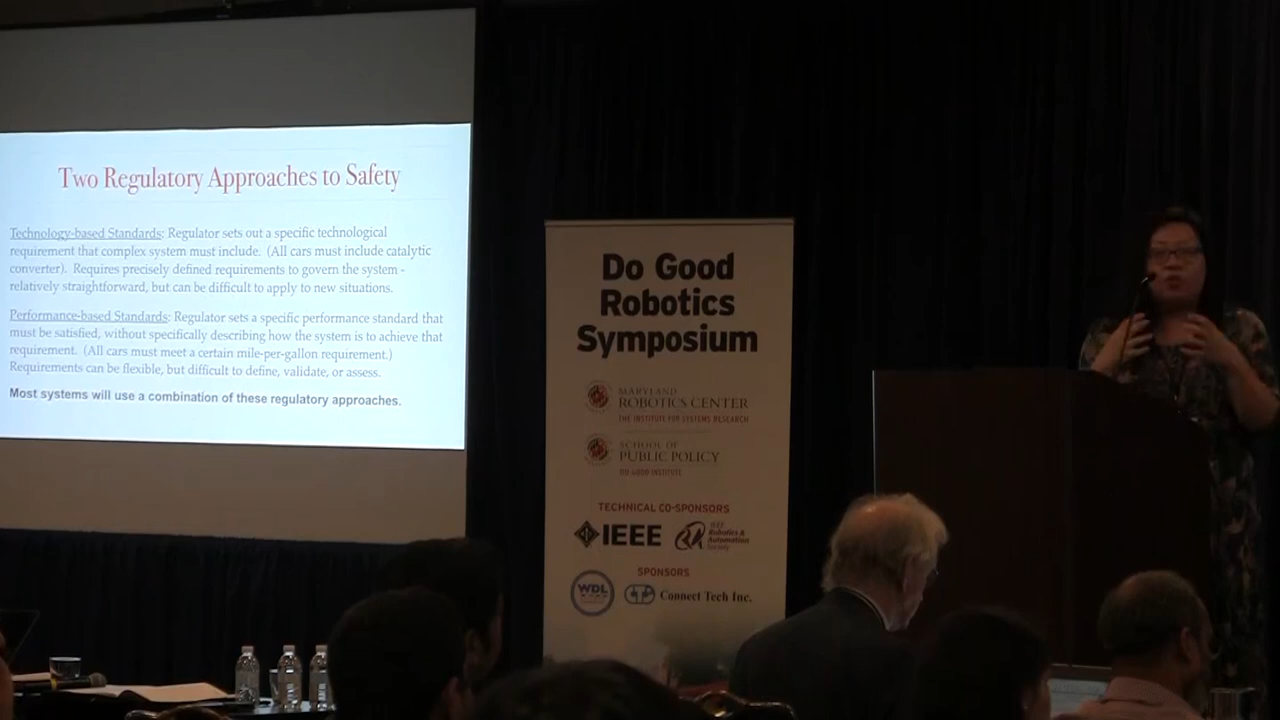 Two Regulatory Approaches to Safety
Technology-based Standards: Regulator sets out a specific technological
requirement that complex system must include. (All cars must include catalytic
converter). Requires precisely defined requirements to govern the system -
relatively straightforward, but can be difficult to apply to new situations.
Performance-based Standards: Regulator sets a specific performance standard that
must be satisfied, without specifically describing how the system is to achieve that
requirement. (All cars must meet a certain mile-per-gallon requirement.)
Requirements can be flexible, but difficult to define, validate, or assess.
Most systems will use a combination of these regulatory approaches.
Do Good
Robotics
Symposium
MARYLAND
ROBOTICS CENTER
THE INSTITUTE FOR SYSTEMS RESEARCH
SCHOOL OF
PUBLIC POLICY
DO GOOD INSTITUTE
TECHNICAL CO-SPONSORS
IEEE
IEEE
Robotics &
Automation
Society
SPONSORS
WDL
Connect Tech Inc.